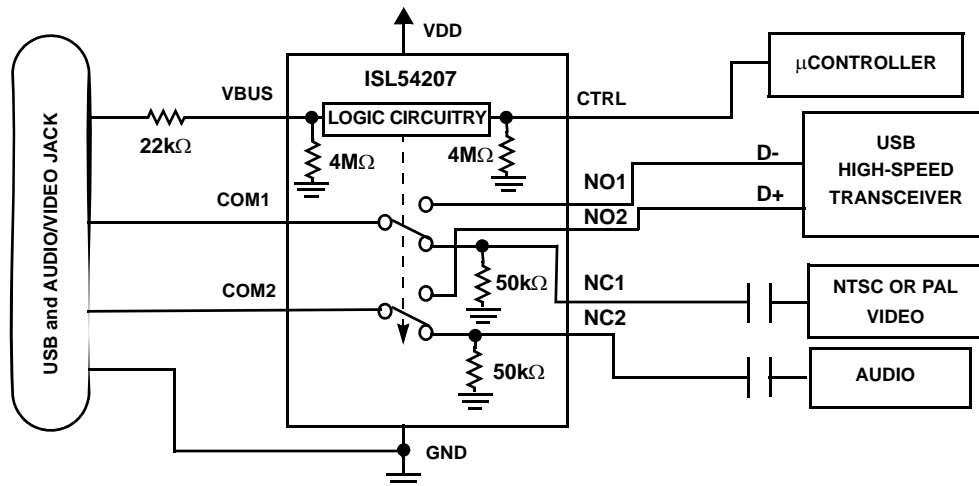 VDD
ISL54207
µCONTROLLER
VBUS
CTRL
LOGIC CIRCUITRY
22kΩ
4MΩ
4MΩ
USB
HIGH-SPEED
TRANSCEIVER
D-
D+
NO1
NO2
USB and AUDIO/VIDEO JACK
COM1
COM2
50kΩ
NC1
NC2
NTSC OR PAL
VIDEO
50kΩ
AUDIO
GND